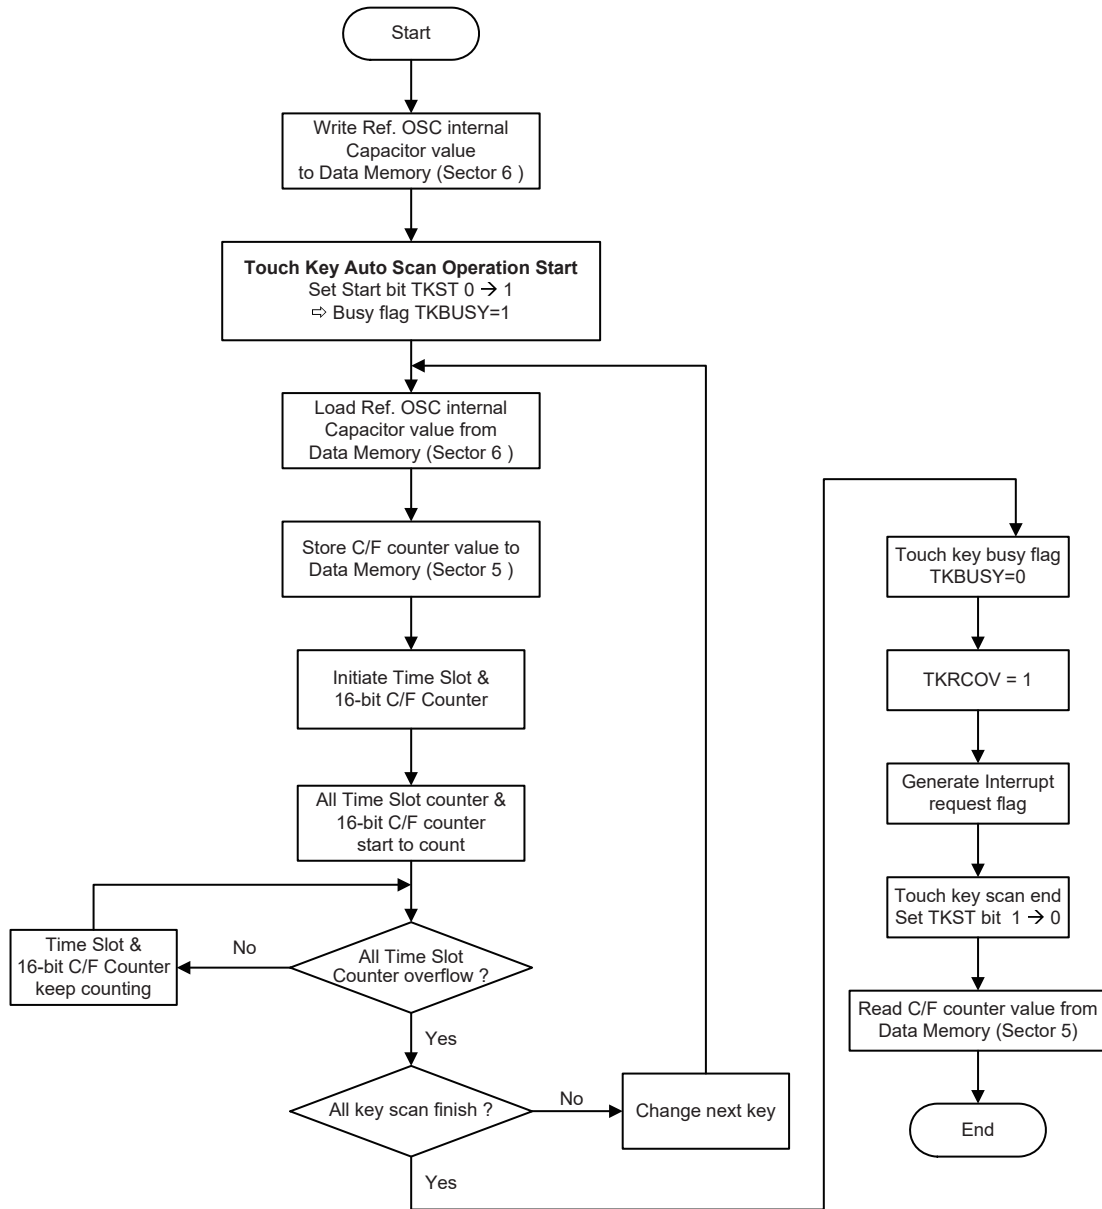 Start
Write Ref. OSC internal
Capacitor value
to Data Memory (Sector 6 )
Touch Key Auto Scan Operation Start
Set Start bit TKST 0 → 1
⇨ Busy flag TKBUSY=1
Load Ref. OSC internal
Capacitor value from
Data Memory (Sector 6 )
Store C/F counter value to
Data Memory (Sector 5 )
Initiate Time Slot &
16-bit C/F Counter
All Time Slot counter &
16-bit C/F counter
start to count
All Time Slot
Counter overflow ?
No
Time Slot &
16-bit C/F Counter
keep counting
Yes
All key scan finish ?
No
Change next key
Yes
Touch key busy flag
TKBUSY=0
TKRCOV = 1
Generate Interrupt
request flag
Touch key scan end
Set TKST bit 1 → 0
Read C/F counter value from
Data Memory (Sector 5)
End